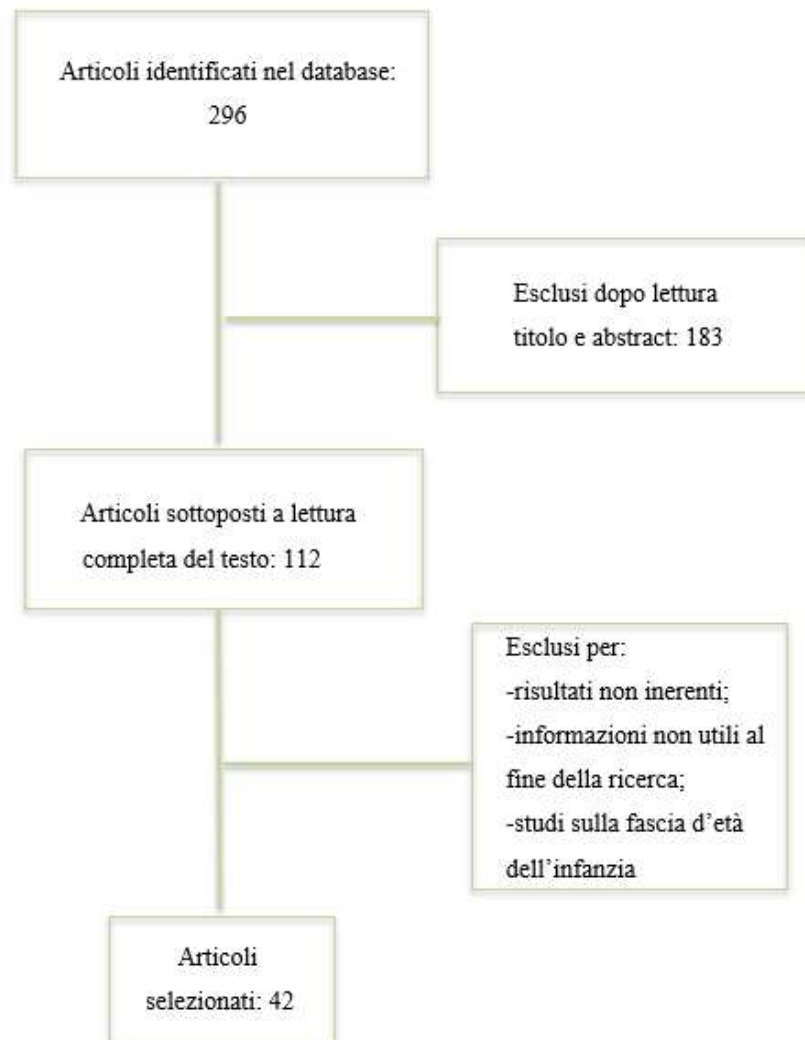 Articoli identificati nel database:
296
Esclusi dopo lettura
titolo e abstract: 183
Articoli sottoposti a lettura
completa del testo: 112
Esclusi per:
-risultati non inerenti;
-informazioni non utili al
fine della ricerca;
-studi sulla fascia d’età
dell’infanzia
Articoli
selezionati: 42